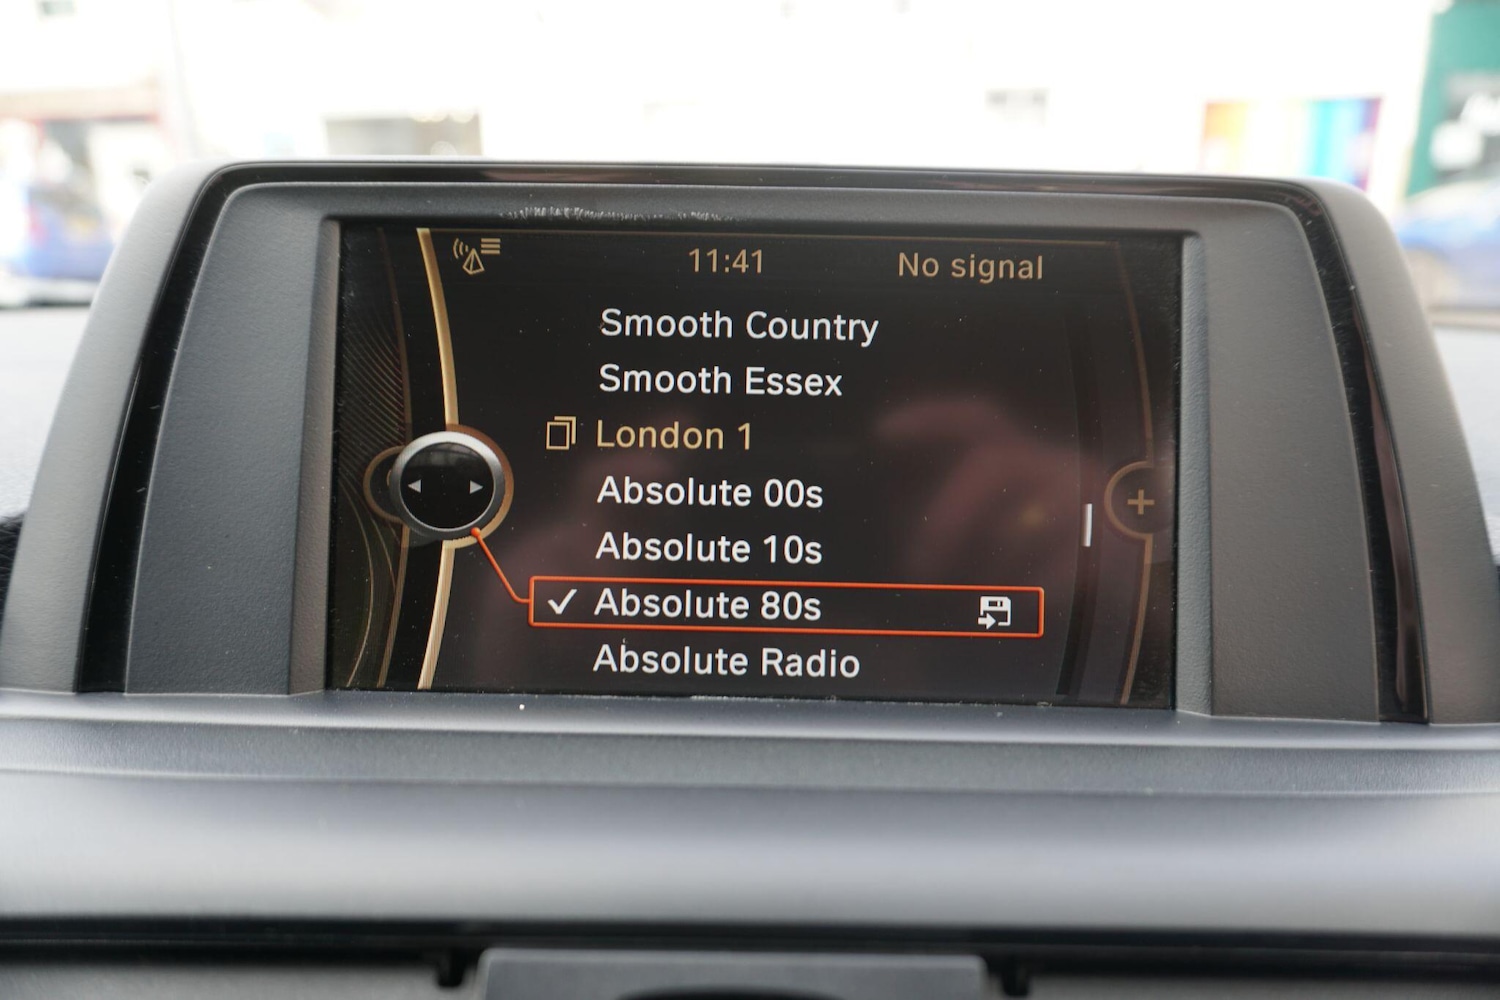 11:41 No signal
Smooth Country
Smooth Essex
London 1
Absolute 00s
Absolute 10s
Absolute 80s
Absolute Radio